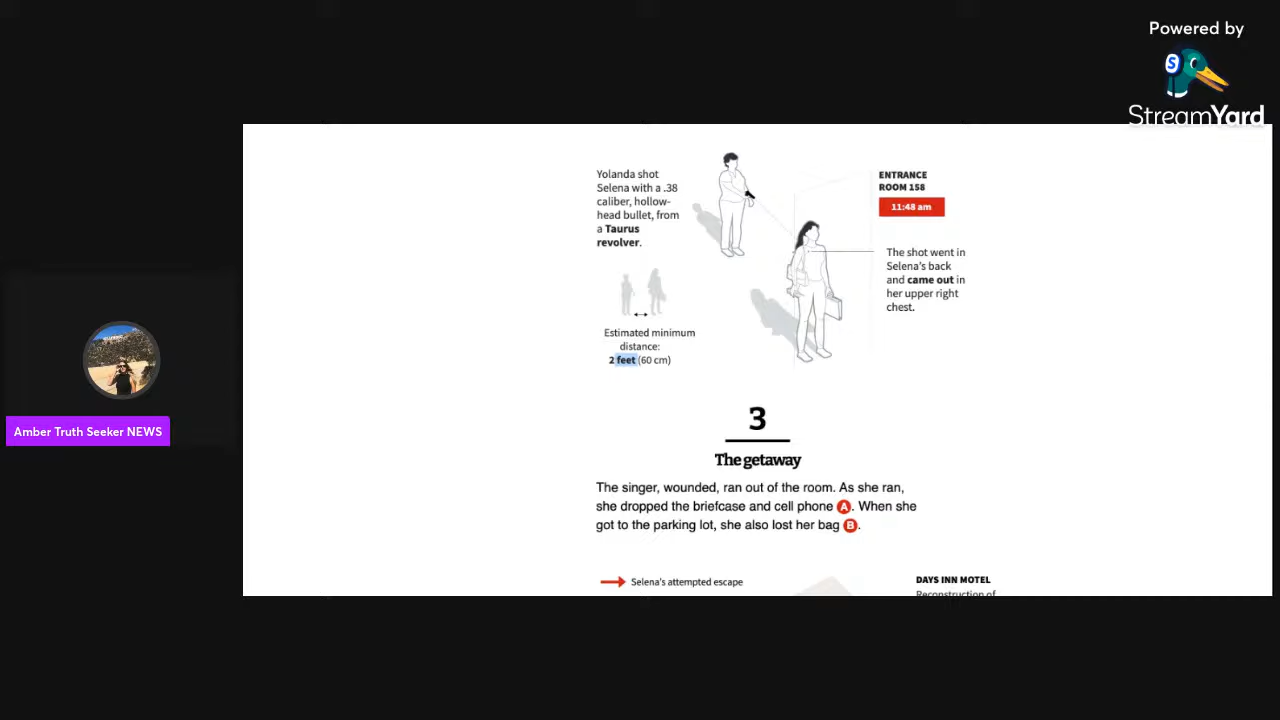 Powered by
S
StreamYard
Yolanda shot
Selena with a .38
caliber, hollow-
head bullet, from
a Taurus
revolver.
ENTRANCE
ROOM 158
11:48 am
The shot went in
Selena's back
and came out in
her upper right
chest.
Estimated minimum
distance:
2 feet (60 cm)
Amber Truth Seeker NEWS
3
The getaway
The singer, wounded, ran out of the room. As she ran,
she dropped the briefcase and cell phone A. When she
got to the parking lot, she also lost her bag B.
Selena's attempted escape
DAYS INN MOTEL
Reconstruction of